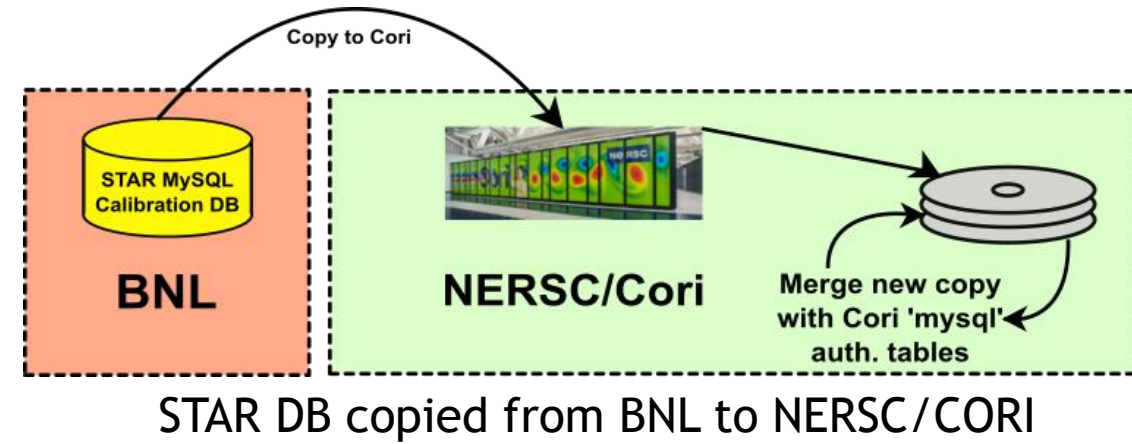 Copy to Cori
STAR MySQL
Calibration DB
BNL
NERSC
NERSC/Cori
Merge new copy
with Cori 'mysql'
auth. tables
STAR DB copied from BNL to NERSC/CORI